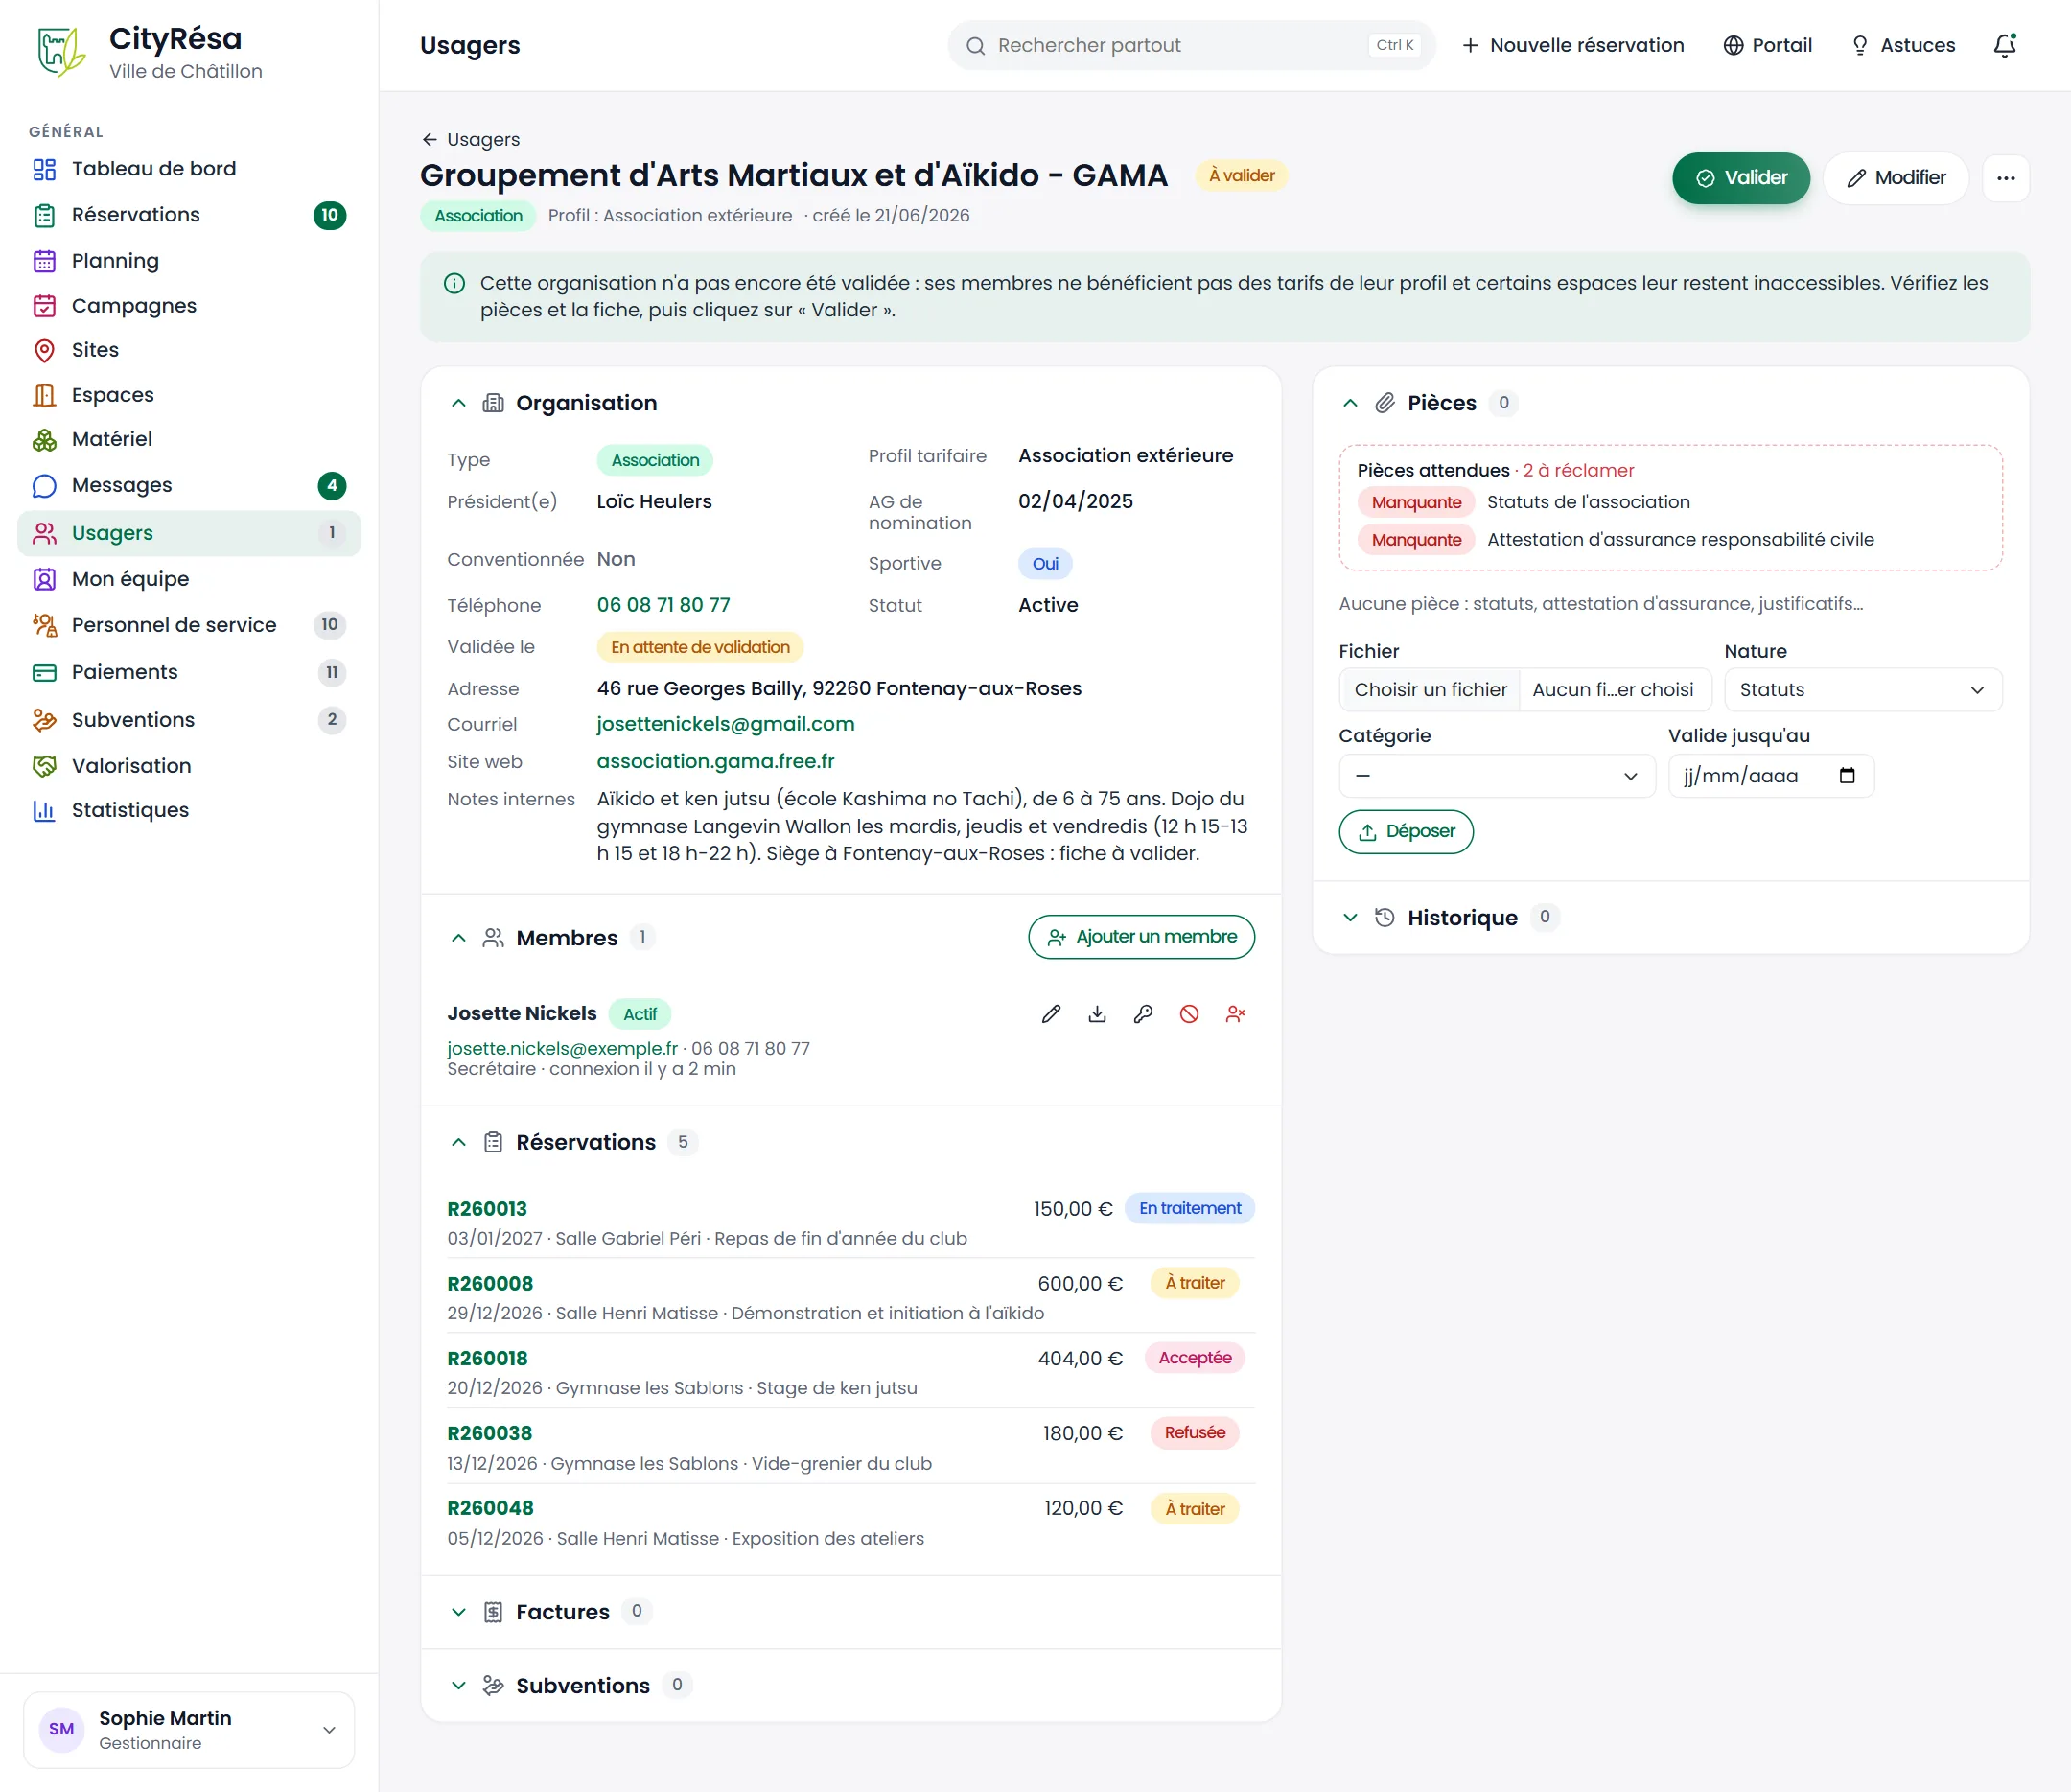 CityRésa
Ville de Châtillon
GÉNÉRAL
Tableau de bord
Réservations 10
Planning
Campagnes
Sites
Espaces
Matériel
Messages 4
Usagers 1
Mon équipe
Personnel de service 10
Paiements 11
Subventions 2
Valorisation
Statistiques
SM
Sophie Martin
Gestionnaire
Usagers
Rechercher partout Ctrl K
Nouvelle réservation
Portail
Astuces
Usagers
Groupement d'Arts Martiaux et d'Aïkido - GAMA À valider
Association Profil : Association extérieure · créé le 21/06/2026
Valider
Modifier
Cette organisation n'a pas encore été validée : ses membres ne bénéficient pas des tarifs de leur profil et certains espaces leur restent inaccessibles. Vérifiez les
pièces et la fiche, puis cliquez sur « Valider ».
Organisation
Type Association
Profil tarifaire Association extérieure
Président(e) Loïc Heulers
AG de
nomination 02/04/2025
Conventionnée Non
Sportive Oui
Téléphone 06 08 71 80 77
Statut Active
Validée le En attente de validation
Adresse 46 rue Georges Bailly, 92260 Fontenay-aux-Roses
Courriel josettenickels@gmail.com
Site web association.gama.free.fr
Notes internes Aïkido et ken jutsu (école Kashima no Tachi), de 6 à 75 ans. Dojo du
gymnase Langevin Wallon les mardis, jeudis et vendredis (12 h 15-13
h 15 et 18 h-22 h). Siège à Fontenay-aux-Roses : fiche à valider.
Membres 1
Ajouter un membre
Josette Nickels Actif
josette.nickels@exemple.fr · 06 08 71 80 77
Secrétaire · connexion il y a 2 min
Réservations 5
R260013 150,00 € En traitement
03/01/2027 · Salle Gabriel Péri · Repas de fin d'année du club
R260008 600,00 € À traiter
29/12/2026 · Salle Henri Matisse · Démonstration et initiation à l'aïkido
R260018 404,00 € Acceptée
20/12/2026 · Gymnase les Sablons · Stage de ken jutsu
R260038 180,00 € Refusée
13/12/2026 · Gymnase les Sablons · Vide-grenier du club
R260048 120,00 € À traiter
05/12/2026 · Salle Henri Matisse · Exposition des ateliers
Factures 0
Subventions 0
Pièces 0
Pièces attendues · 2 à réclamer
Manquante Statuts de l'association
Manquante Attestation d'assurance responsabilité civile
Aucune pièce : statuts, attestation d'assurance, justificatifs...
Fichier
Choisir un fichier Aucun fi...er choisi
Nature
Statuts
Catégorie
—
Valide jusqu'au
jj/mm/aaaa
Déposer
Historique 0